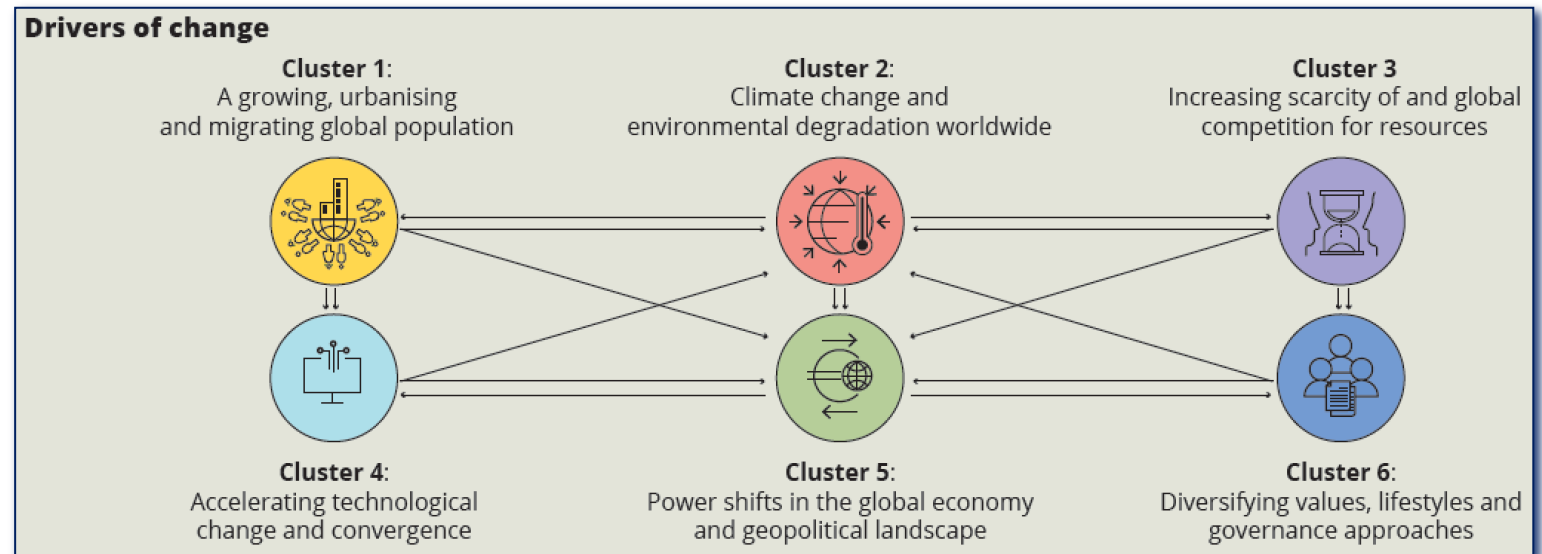 Drivers of change
Cluster 1:
A growing, urbanising
and migrating global population
Cluster 2:
Climate change and
environmental degradation worldwide
Cluster 3
Increasing scarcity of and global
competition for resources
Cluster 4:
Accelerating technological
change and convergence
Cluster 5:
Power shifts in the global economy
and geopolitical landscape
Cluster 6:
Diversifying values, lifestyles and
governance approaches